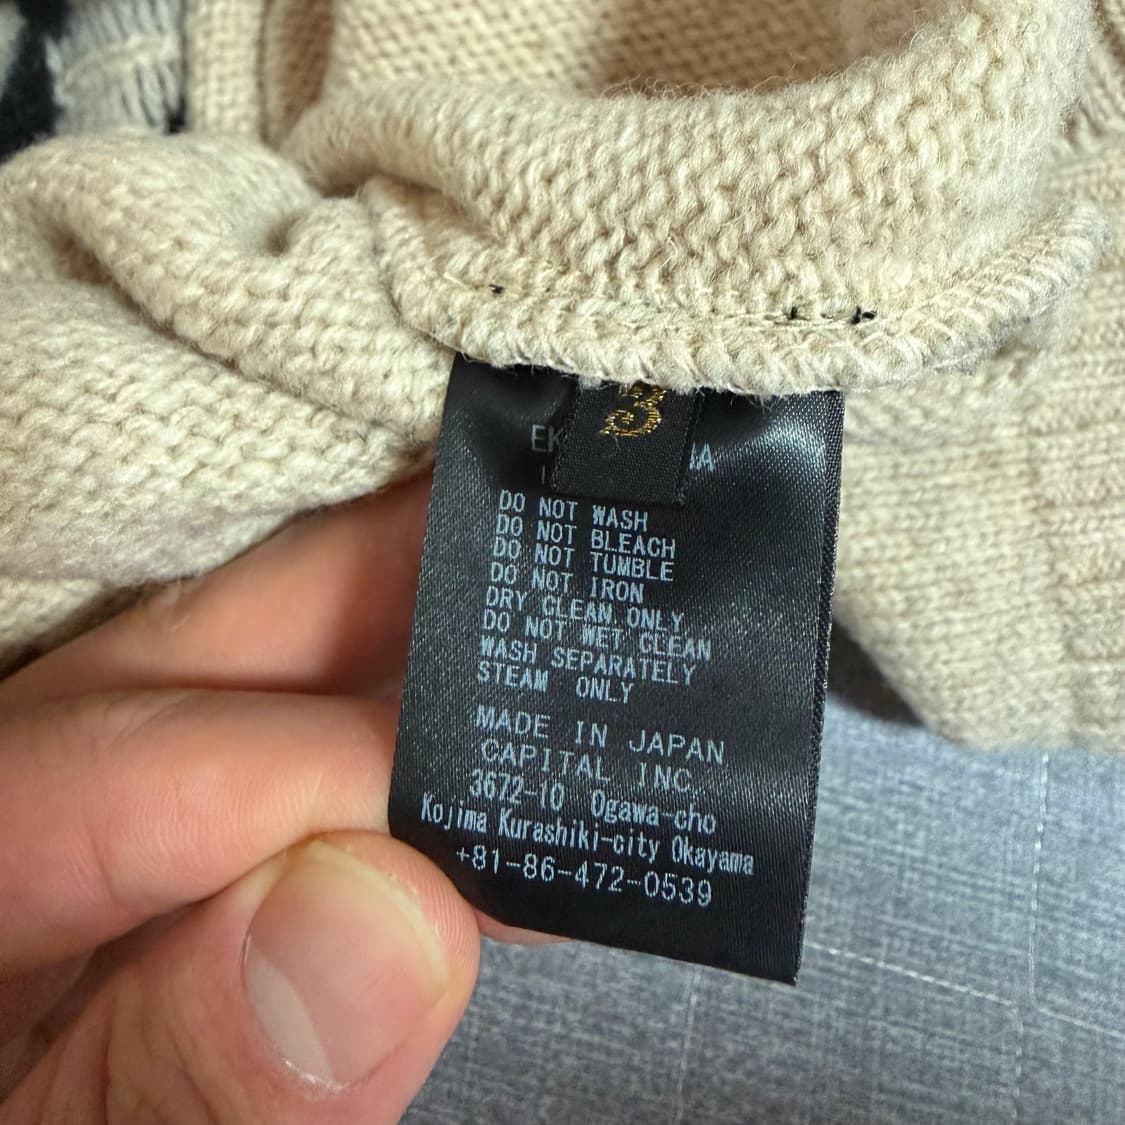 3
DO NOT WASH
DO NOT BLEACH
DO NOT TUMBLE
DO NOT IRON
DRY CLEAN ONLY
DO NOT WET CLEAN
WASH SEPARATELY
STEAM ONLY
MADE IN JAPAN
CAPITAL INC.
3672-10 Ogawa-cho
Kojima Kurashiki-city Okayama
+81-86-472-0539